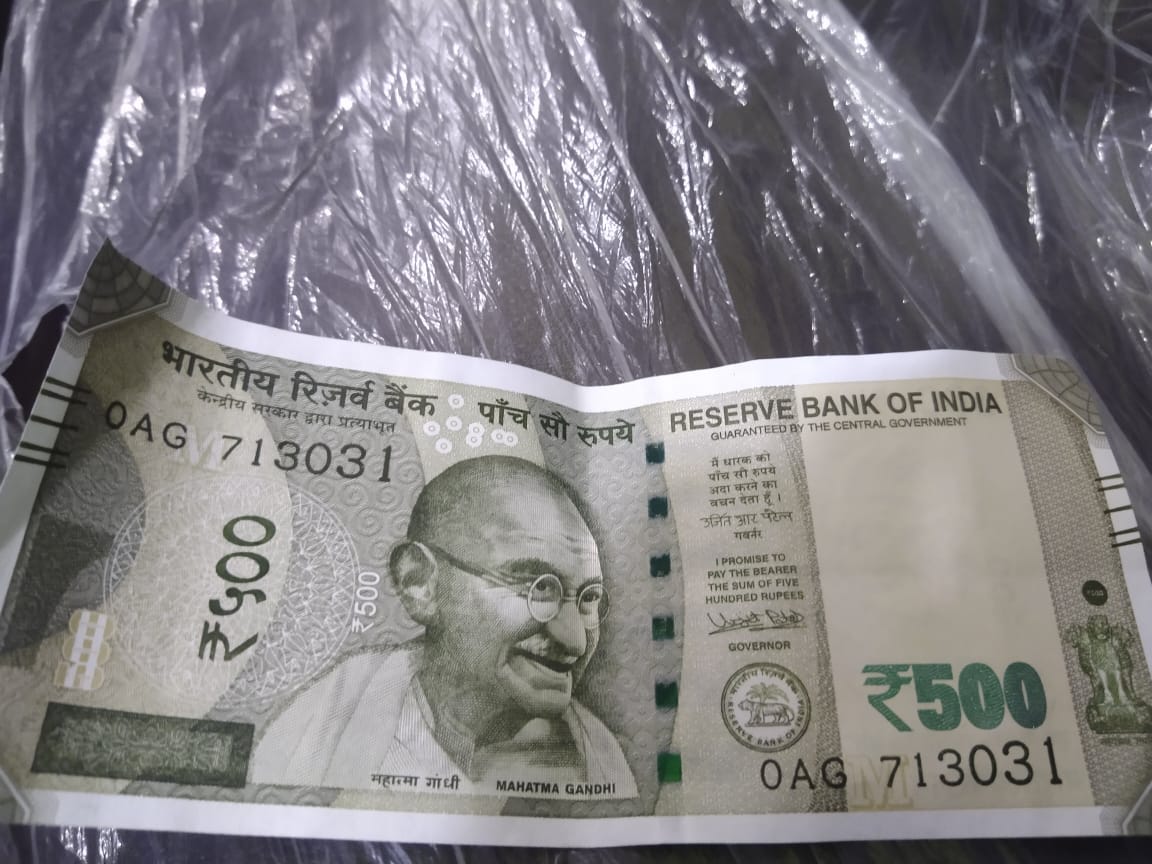 भारतीय रिज़र्व बैंक
केन्द्रीय सरकार द्वारा प्रत्याभूत
0AG 713031
पाँच सौ रुपये
₹५००
₹500
महात्मा गांधी
MAHATMA GANDHI
RESERVE BANK OF INDIA
GUARANTEED BY THE CENTRAL GOVERNMENT
मैं धारक को
पाँच सौ रुपये
अदा करने का
वचन देता हूँ ।
उर्जित आर पटेल
गवर्नर
I PROMISE TO
PAY THE BEARER
THE SUM OF FIVE
HUNDRED RUPEES
GOVERNOR
भारतीय रिज़र्व बैंक
RESERVE BANK OF INDIA
₹500
0AG 713031
₹500
M
M